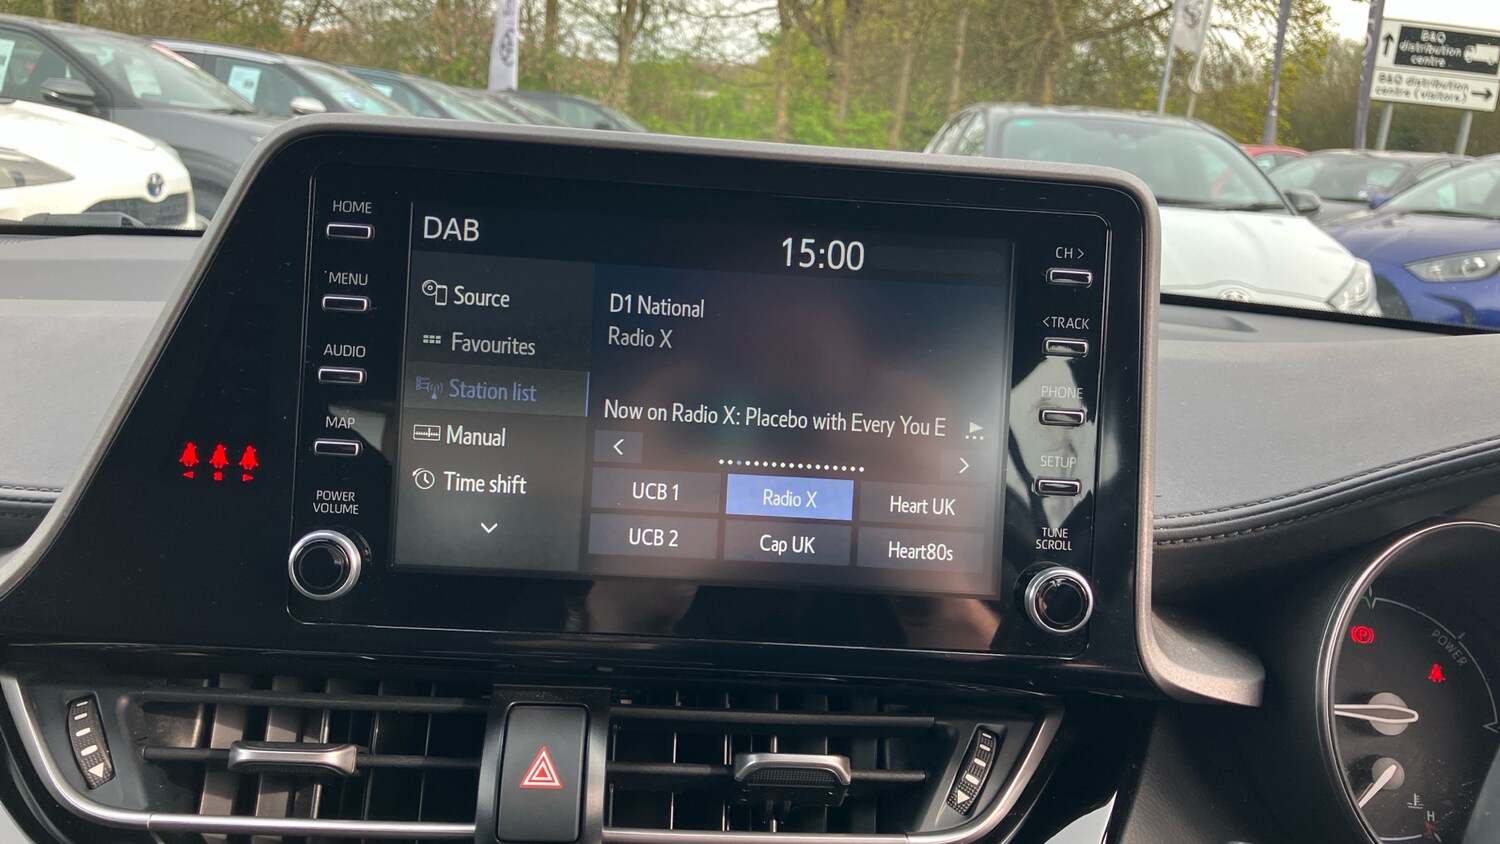 B&Q
distribution
centre
B&Q distribution
centre (visitors)
HOME
MENU
AUDIO
MAP
POWER
VOLUME
DAB
15:00
Source
Favourites
Station list
Manual
Time shift
D1 National
Radio X
Now on Radio X: Placebo with Every You E
UCB 1
Radio X
Heart UK
UCB 2
Cap UK
Heart80s
CH >
<TRACK
PHONE
SETUP
TUNE
SCROLL
P
POWER
H